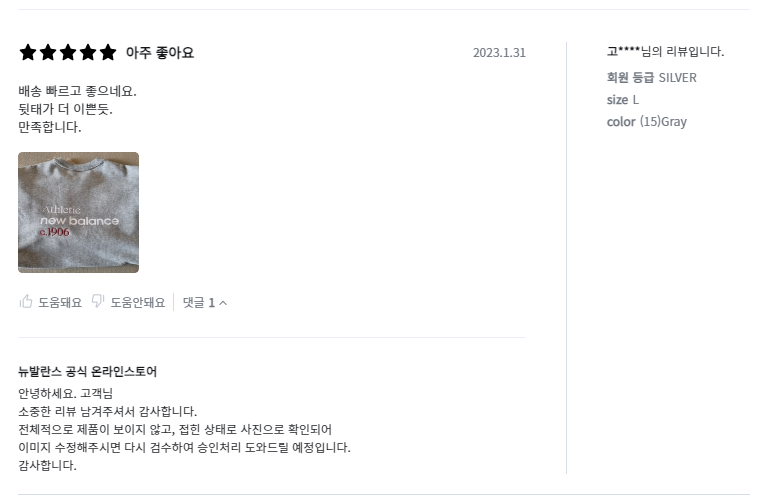 아주 좋아요
2023.1.31
배송 빠르고 좋으네요.
뒷태가 더 이쁜듯.
만족합니다.
Athletic
new balance
c.1906
도움돼요 도움안돼요 댓글 1
뉴발란스 공식 온라인스토어
안녕하세요. 고객님
소중한 리뷰 남겨주셔서 감사합니다.
전체적으로 제품이 보이지 않고, 접힌 상태로 사진으로 확인되어
이미지 수정해주시면 다시 검수하여 승인처리 도와드릴 예정입니다.
감사합니다.
고****님의 리뷰입니다.
회원 등급 SILVER
size L
color (15)Gray